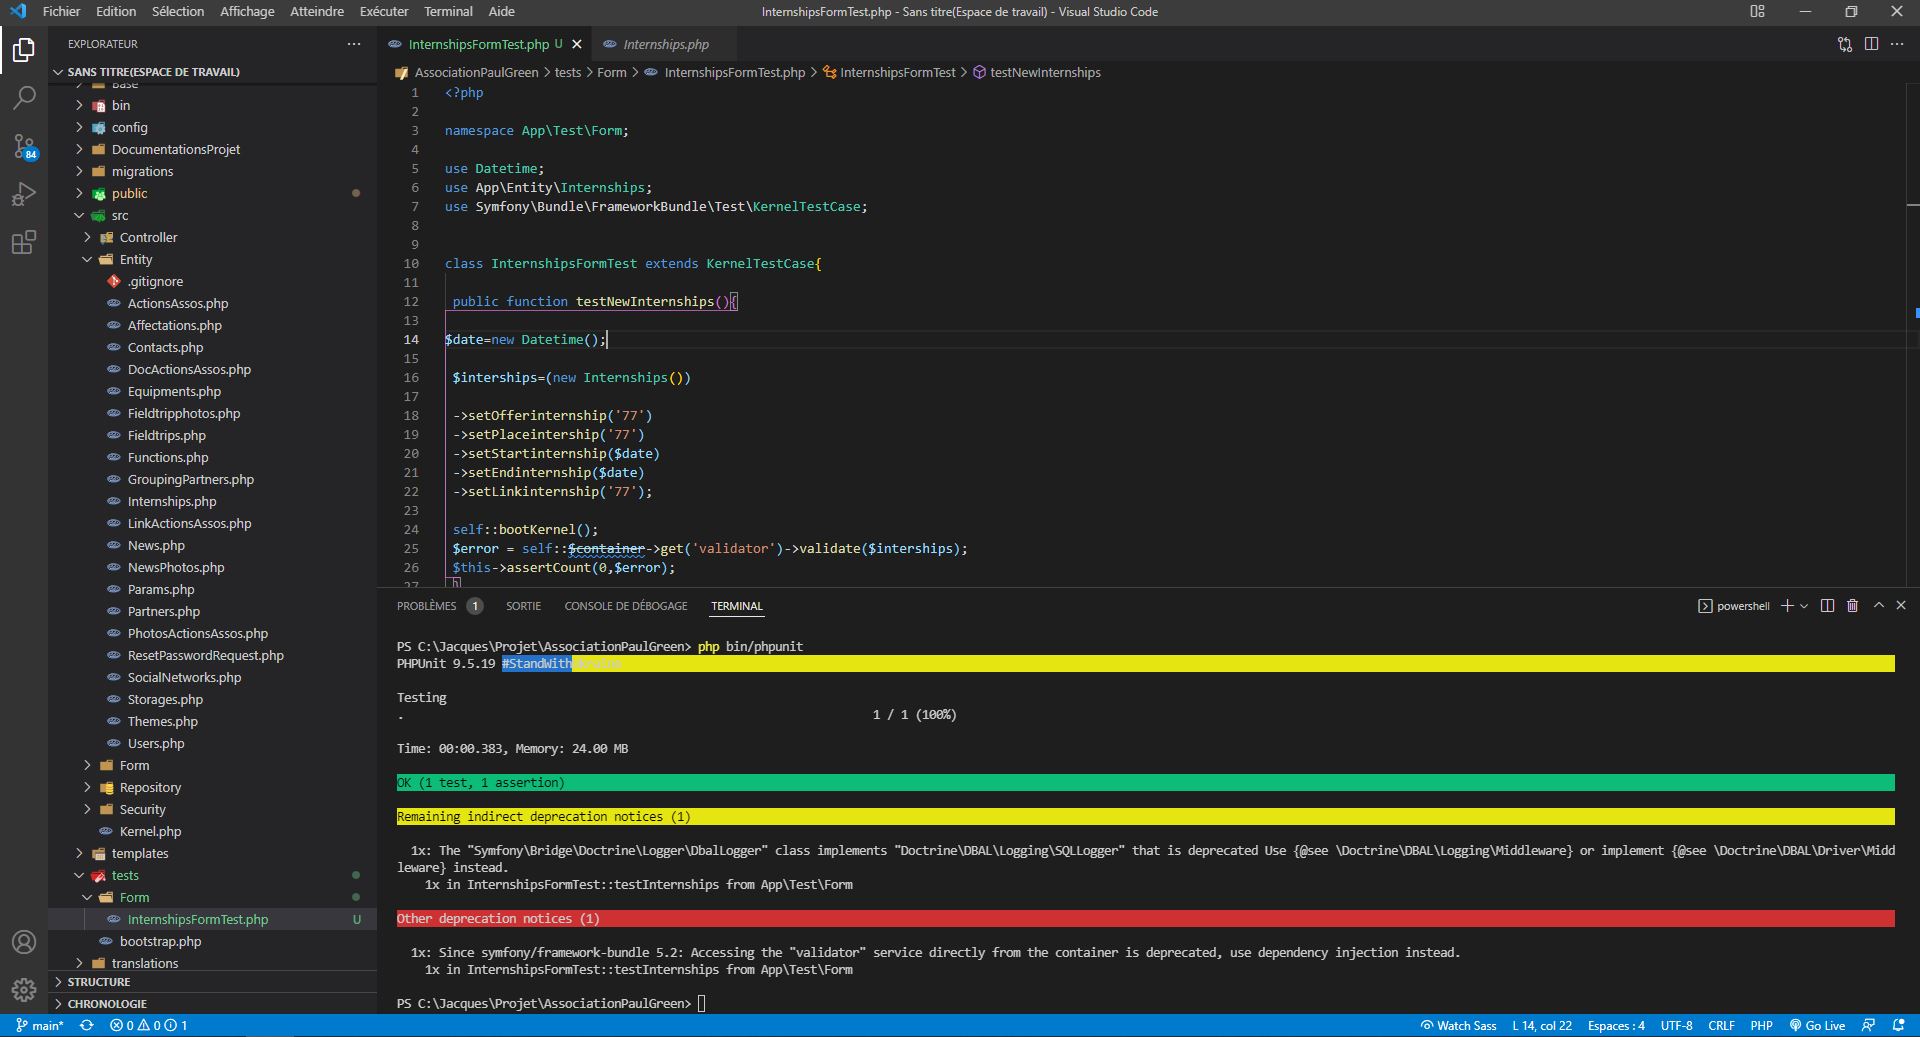 Fichier Edition Sélection Affichage Atteindre Exécuter Terminal Aide
InternshipsFormTest.php - Sans titre(Espace de travail) - Visual Studio Code
EXPLORATEUR
SANS TITRE(ESPACE DE TRAVAIL)
base
bin
config
DocumentationsProjet
migrations
public
src
Controller
Entity
.gitignore
ActionsAssos.php
Affectations.php
Contacts.php
DocActionsAssos.php
Equipments.php
Fieldtripphotos.php
Fieldtrips.php
Functions.php
GroupingPartners.php
Internships.php
LinkActionsAssos.php
News.php
NewsPhotos.php
Params.php
Partners.php
PhotosActionsAssos.php
ResetPasswordRequest.php
SocialNetworks.php
Storages.php
Themes.php
Users.php
Form
Repository
Security
Kernel.php
templates
tests
Form
InternshipsFormTest.php U
bootstrap.php
translations
STRUCTURE
CHRONOLOGIE
84
InternshipsFormTest.php U
Internships.php
AssociationPaulGreen > tests > Form > InternshipsFormTest.php > InternshipsFormTest > testNewInternships
1 <?php
2
3 namespace App\Test\Form;
4
5 use Datetime;
6 use App\Entity\Internships;
7 use Symfony\Bundle\FrameworkBundle\Test\KernelTestCase;
8
9
10 class InternshipsFormTest extends KernelTestCase{
11
12 public function testNewInternships(){
13
14 $date=new Datetime();
15
16 $interships=(new Internships())
17
18 ->setOfferinternship('77')
19 ->setPlaceintership('77')
20 ->setStartinternship($date)
21 ->setEndinternship($date)
22 ->setLinkinternship('77');
23
24 self::bootKernel();
25 $error = self::$container->get('validator')->validate($interships);
26 $this->assertCount(0,$error);
27 }
PROBLÈMES 1 SORTIE CONSOLE DE DÉBOGAGE TERMINAL
powershell
PS C:\Jacques\Projet\AssociationPaulGreen> php bin/phpunit
PHPUnit 9.5.19 #StandWith
Testing
. 1 / 1 (100%)
Time: 00:00.383, Memory: 24.00 MB
OK (1 test, 1 assertion)
Remaining indirect deprecation notices (1)
1x: The "Symfony\Bridge\Doctrine\Logger\DbalLogger" class implements "Doctrine\DBAL\Logging\SQLLogger" that is deprecated Use {@see \Doctrine\DBAL\Logging\Middleware} or implement {@see \Doctrine\DBAL\Driver\Midd
leware} instead.
1x in InternshipsFormTest::testInternships from App\Test\Form
Other deprecation notices (1)
1x: Since symfony/framework-bundle 5.2: Accessing the "validator" service directly from the container is deprecated, use dependency injection instead.
1x in InternshipsFormTest::testInternships from App\Test\Form
PS C:\Jacques\Projet\AssociationPaulGreen>
main* 0 0 1
Watch Sass L 14, col 22 Espaces : 4 UTF-8 CRLF PHP Go Live